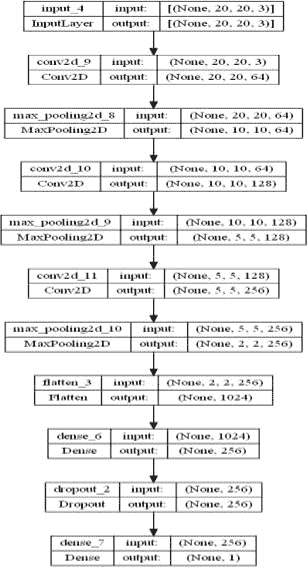 input_4 input: [(None, 20, 20, 3)]
InputLayer output: [(None, 20, 20, 3)]
conv2d_9 input: (None, 20, 20, 3)
Conv2D output: (None, 20, 20, 64)
max_pooling2d_8 input: (None, 20, 20, 64)
MaxPooling2D output: (None, 10, 10, 64)
conv2d_10 input: (None, 10, 10, 64)
Conv2D output: (None, 10, 10, 128)
max_pooling2d_9 input: (None, 10, 10, 128)
MaxPooling2D output: (None, 5, 5, 128)
conv2d_11 input: (None, 5, 5, 128)
Conv2D output: (None, 5, 5, 256)
max_pooling2d_10 input: (None, 5, 5, 256)
MaxPooling2D output: (None, 2, 2, 256)
flatten_3 input: (None, 2, 2, 256)
Flatten output: (None, 1024)
dense_6 input: (None, 1024)
Dense output: (None, 256)
dropout_2 input: (None, 256)
Dropout output: (None, 256)
dense_7 input: (None, 256)
Dense output: (None, 1)